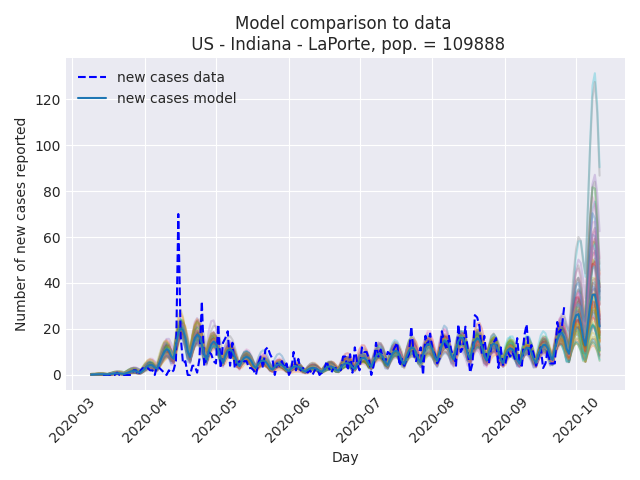 Model comparison to data
US - Indiana - LaPorte, pop. = 109888
new cases data
new cases model
Number of new cases reported
120
100
80
60
40
20
0
2020-03
2020-04
2020-05
2020-06
2020-07
2020-08
2020-09
2020-10
Day